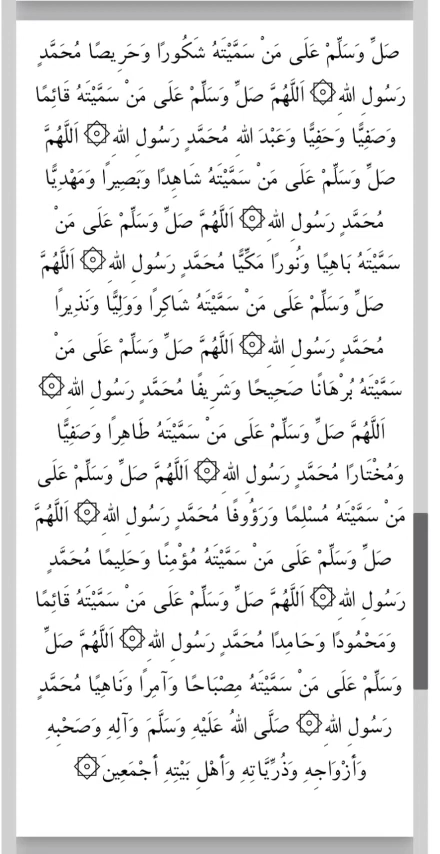 صَلِّ وَسَلِّمْ عَلَى مَنْ سَمَّيْتَهُ شَكُورًا وَحَرِيصًا مُحَمَّدٍ
رَسُولِ اللهِ ۞ اَللَّهُمَّ صَلِّ وَسَلِّمْ عَلَى مَنْ سَمَّيْتَهُ قَائِمًا
وَصَفِيًّا وَحَفِيًّا وَعَبْدَ اللهِ مُحَمَّدٍ رَسُولِ اللهِ ۞ اَللَّهُمَّ
صَلِّ وَسَلِّمْ عَلَى مَنْ سَمَّيْتَهُ شَاهِدًا وَبَصِيرًا وَمَهْدِيًّا
مُحَمَّدٍ رَسُولِ اللهِ ۞ اَللَّهُمَّ صَلِّ وَسَلِّمْ عَلَى مَنْ
سَمَّيْتَهُ بَاهِيًا وَنُورًا مَكِّيًّا مُحَمَّدٍ رَسُولِ اللهِ ۞ اَللَّهُمَّ
صَلِّ وَسَلِّمْ عَلَى مَنْ سَمَّيْتَهُ شَاكِرًا وَوَلِيًّا وَنَذِيرًا
مُحَمَّدٍ رَسُولِ اللهِ ۞ اَللَّهُمَّ صَلِّ وَسَلِّمْ عَلَى مَنْ
سَمَّيْتَهُ بُرْهَانًا صَحِيحًا وَشَرِيفًا مُحَمَّدٍ رَسُولِ اللهِ ۞
اَللَّهُمَّ صَلِّ وَسَلِّمْ عَلَى مَنْ سَمَّيْتَهُ طَاهِرًا وَصَفِيًّا
وَمُخْتَارًا مُحَمَّدٍ رَسُولِ اللهِ ۞ اَللَّهُمَّ صَلِّ وَسَلِّمْ عَلَى
مَنْ سَمَّيْتَهُ مُسْلِمًا وَرَؤُوفًا مُحَمَّدٍ رَسُولِ اللهِ ۞ اَللَّهُمَّ
صَلِّ وَسَلِّمْ عَلَى مَنْ سَمَّيْتَهُ مُؤْمِنًا وَحَلِيمًا مُحَمَّدٍ
رَسُولِ اللهِ ۞ اَللَّهُمَّ صَلِّ وَسَلِّمْ عَلَى مَنْ سَمَّيْتَهُ قَائِمًا
وَمَحْمُودًا وَحَامِدًا مُحَمَّدٍ رَسُولِ اللهِ ۞ اَللَّهُمَّ صَلِّ
وَسَلِّمْ عَلَى مَنْ سَمَّيْتَهُ مِصْبَاحًا وَآمِرًا وَنَاهِيًا مُحَمَّدٍ
رَسُولِ اللهِ ۞ صَلَّى اللهُ عَلَيْهِ وَسَلَّمَ وَآلِهِ وَصَحْبِهِ
وَأَزْوَاجِهِ وَذُرِّيَّاتِهِ وَأَهْلِ بَيْتِهِ أَجْمَعِينَ ۞